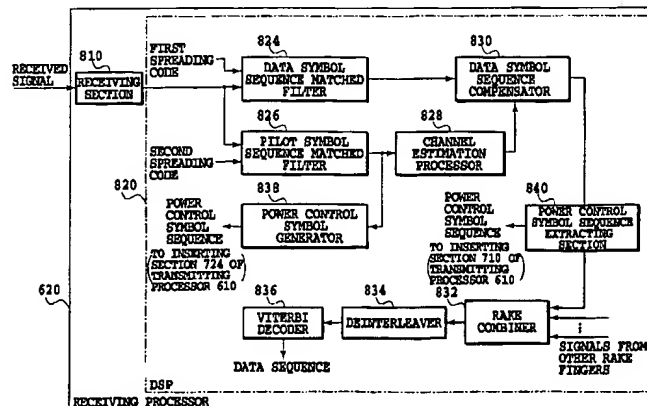 RECEIVED
SIGNAL
810
RECEIVING
SECTION
FIRST
SPREADING
CODE
824
DATA SYMBOL
SEQUENCE MATCHED
FILTER
830
DATA SYMBOL
SEQUENCE
COMPENSATOR
826
PILOT SYMBOL
SEQUENCE MATCHED
FILTER
828
CHANNEL
ESTIMATION
PROCESSOR
SECOND
SPREADING
CODE
820
838
POWER CONTROL
SYMBOL
GENERATOR
POWER
CONTROL
SYMBOL
SEQUENCE
(TO INSERTING
SECTION 724 OF
TRANSMITTING
PROCESSOR 610)
POWER
CONTROL
SYMBOL
SEQUENCE
(TO INSERTING
SECTION 710 OF
TRANSMITTING
PROCESSOR 610)
840
POWER CONTROL
SYMBOL SEQUENCE
EXTRACTING
SECTION
620
836
VITERBI
DECODER
834
DEINTERLEAVER
832
RAKE
COMBINER
DATA SEQUENCE
SIGNALS FROM
OTHER RAKE
FINGERS
DSP
RECEIVING PROCESSOR